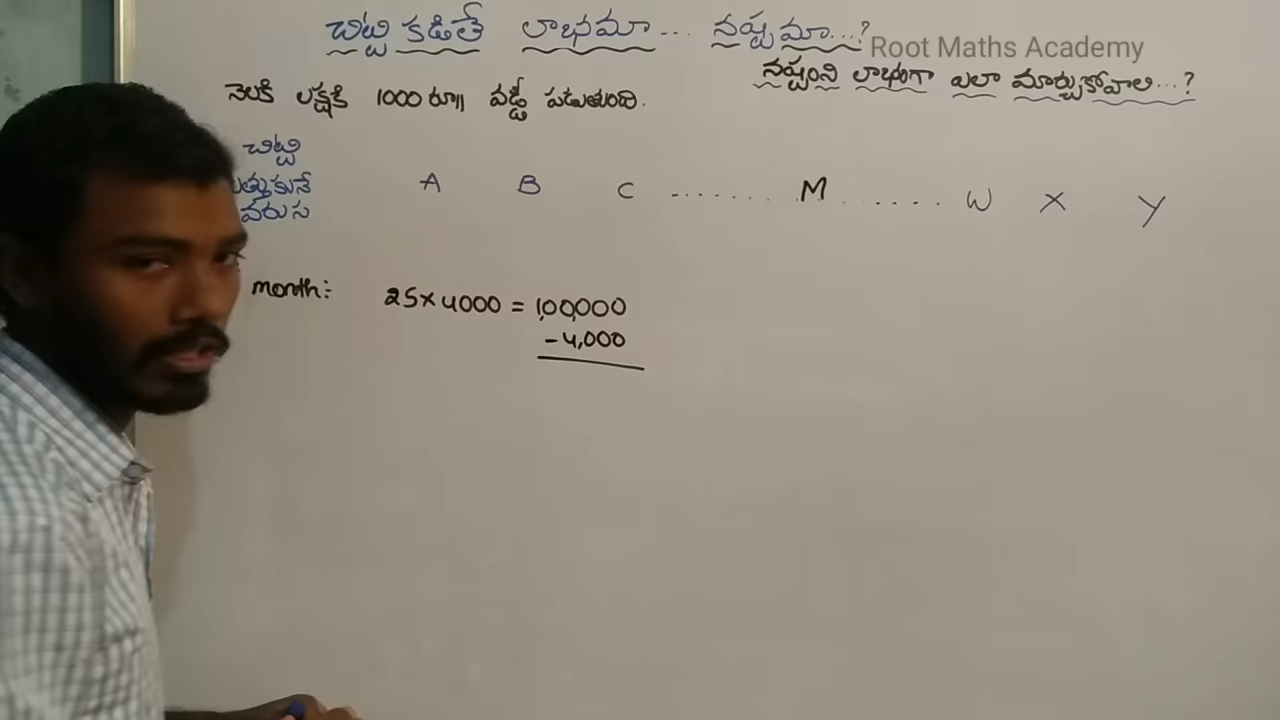 చిట్టి కడితే లాభమా... నష్టమా...?
Root Maths Academy
నష్టంని లాభంగా ఎలా మార్చుకోవాలి...?
నెలకి లక్షకి 1000 రూ॥ వడ్డీ పడుతుంది.
చిట్టి
ఎత్తుకునే
వరుస
A B C ....... M ...... W X Y
month:-
25×4000 = 1,00,000
-4,000